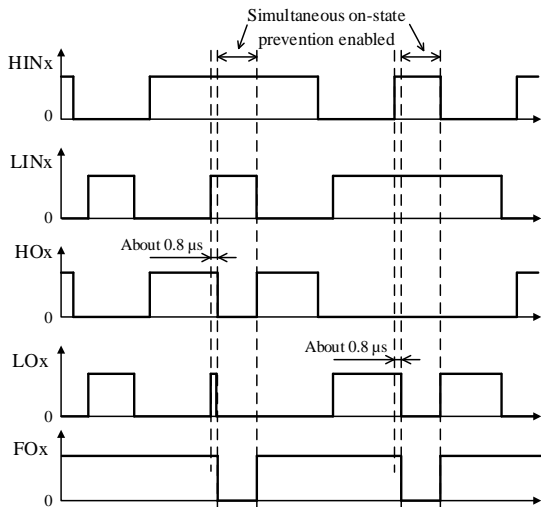 Simultaneous on-state
prevention enabled
HINx
0
LINx
0
About 0.8 µs
HOx
0
About 0.8 µs
LOx
0
FOx
0